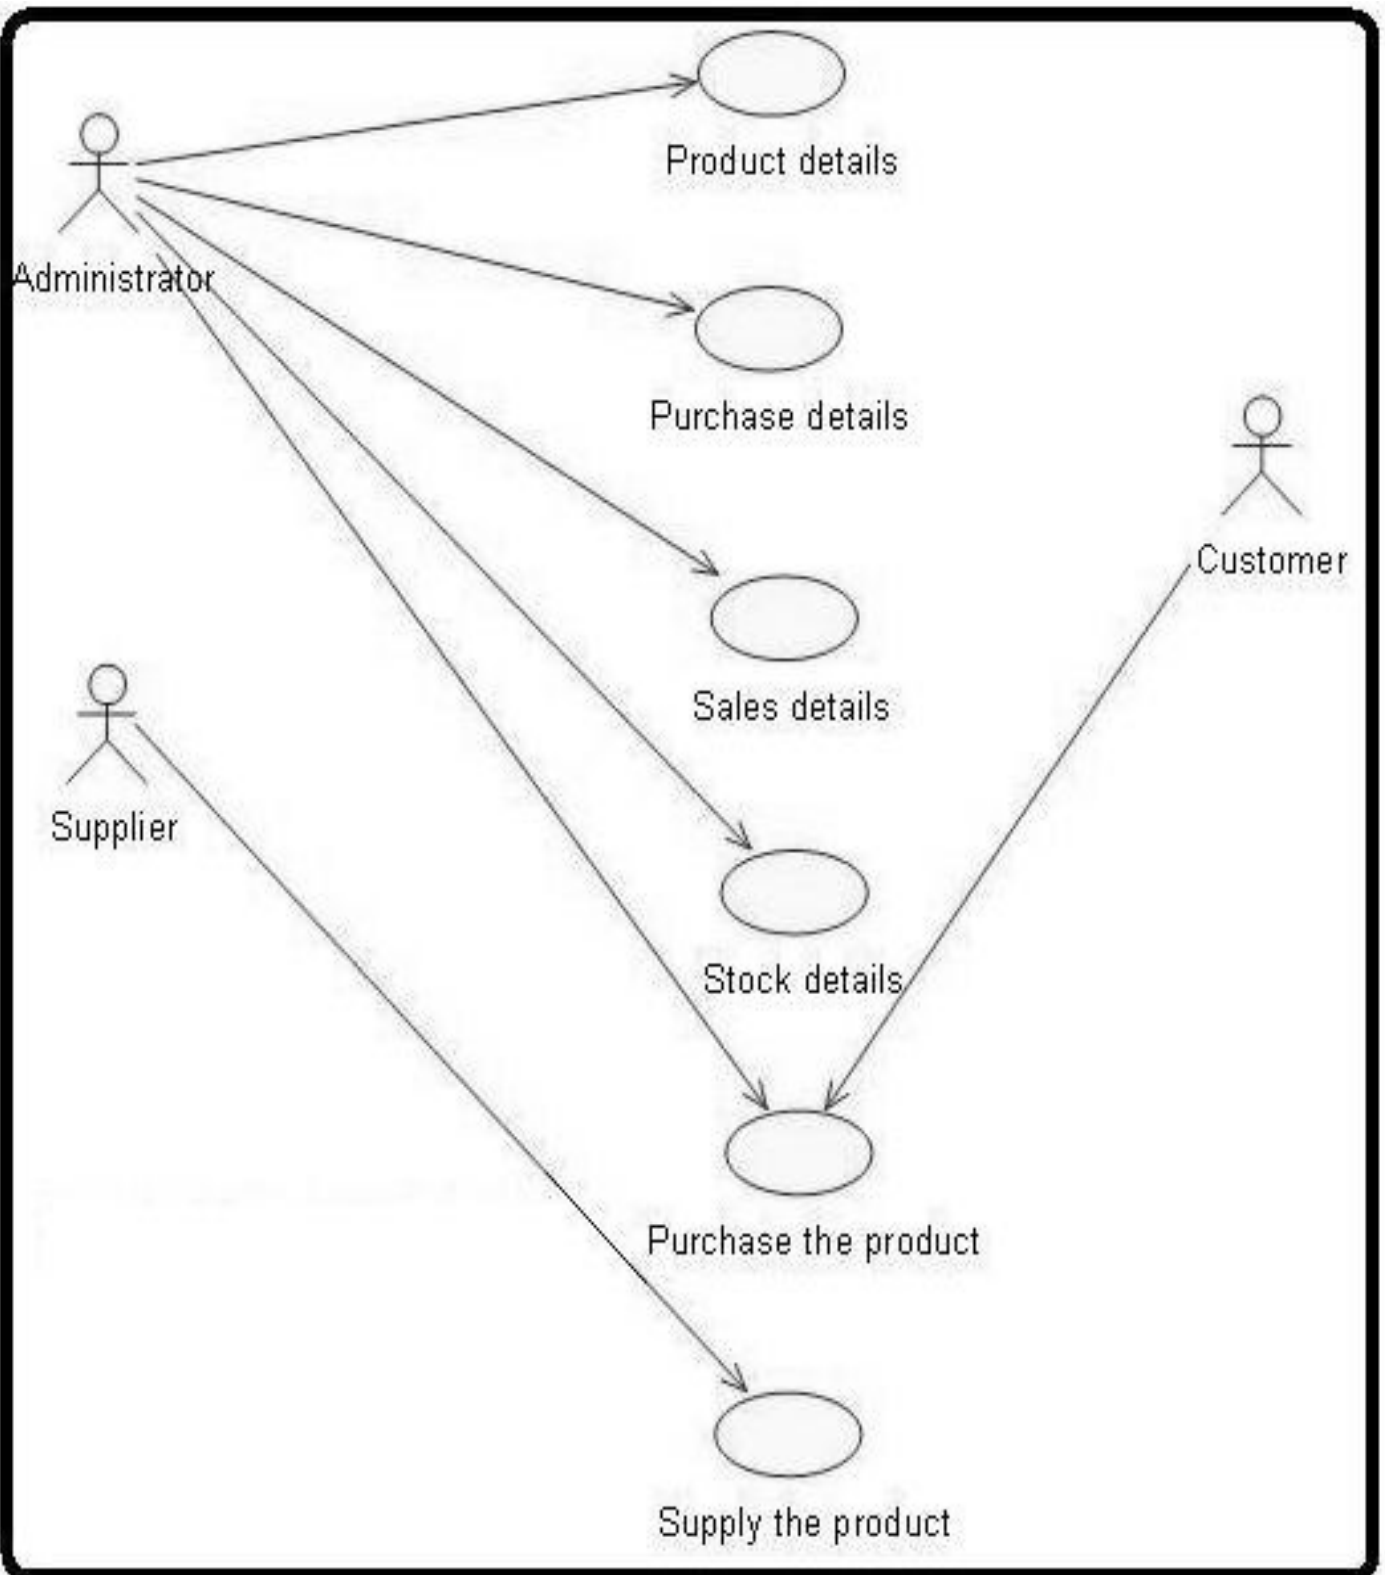 Product details
Administrator
Purchase details
Customer
Sales details
Supplier
Stock details
Purchase the product
Supply the product